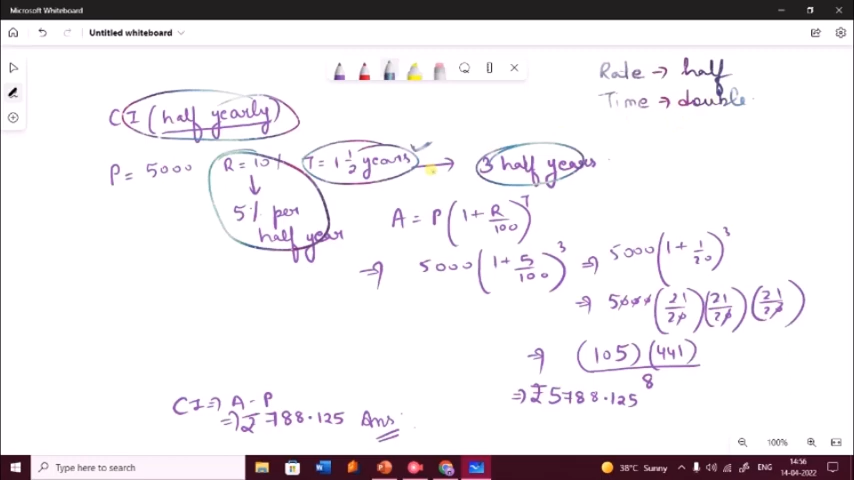 Microsoft Whiteboard
Untitled whiteboard
Rate → half
Time → double
CI (half yearly)
P = 5000
R = 10%
T = 1 1/2 years → 3 half years
5% per
half year
A = P(1 + R/100)^T
⇒ 5000(1 + 5/100)^3 ⇒ 5000(1 + 1/20)^3
⇒ 5000(21/20)(21/20)(21/20)
⇒ (105)(441)/8
⇒ ₹5788.125
CI ⇒ A - P
⇒ ₹788.125 Ans
100%
Type here to search
38°C Sunny
ENG
14:56
14-04-2022